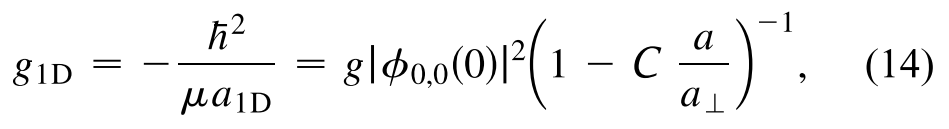 g_{1D} = -\frac{\hbar^2}{\mu a_{1D}} = g|\phi_{0,0}(0)|^2 \left(1 - C \frac{a}{a_\perp}\right)^{-1}, (14)